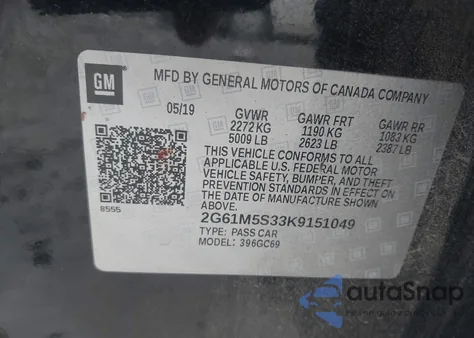 GM
MFD BY GENERAL MOTORS OF CANADA COMPANY
05/19 GVWR GAWR FRT GAWR RR
2272 KG 1190 KG 1083 KG
5009 LB 2623 LB 2387 LB
THIS VEHICLE CONFORMS TO ALL
APPLICABLE U.S. FEDERAL MOTOR
VEHICLE SAFETY, BUMPER, AND THEFT
PREVENTION STANDARDS IN EFFECT ON
THE DATE OF MANUFACTURE SHOWN
ABOVE.
8555
2G61M5S33K9151049
TYPE: PASS CAR
MODEL: 396GC69
autoSnap
www.autosnap